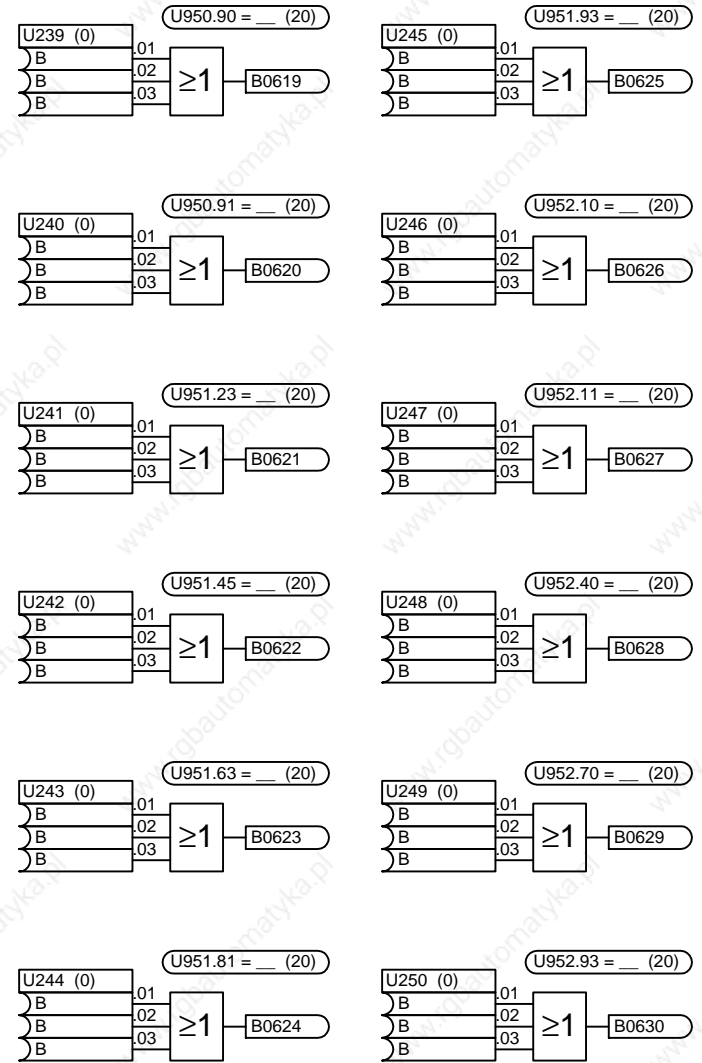 U950.90 = __ (20)
U239 (0)
B .01
B .02
B .03
≥1
B0619
U950.91 = __ (20)
U240 (0)
B .01
B .02
B .03
≥1
B0620
U951.23 = __ (20)
U241 (0)
B .01
B .02
B .03
≥1
B0621
U951.45 = __ (20)
U242 (0)
B .01
B .02
B .03
≥1
B0622
U951.63 = __ (20)
U243 (0)
B .01
B .02
B .03
≥1
B0623
U951.81 = __ (20)
U244 (0)
B .01
B .02
B .03
≥1
B0624
U951.93 = __ (20)
U245 (0)
B .01
B .02
B .03
≥1
B0625
U952.10 = __ (20)
U246 (0)
B .01
B .02
B .03
≥1
B0626
U952.11 = __ (20)
U247 (0)
B .01
B .02
B .03
≥1
B0627
U952.40 = __ (20)
U248 (0)
B .01
B .02
B .03
≥1
B0628
U952.70 = __ (20)
U249 (0)
B .01
B .02
B .03
≥1
B0629
U952.93 = __ (20)
U250 (0)
B .01
B .02
B .03
≥1
B0630
www.rgbautomatyka.pl